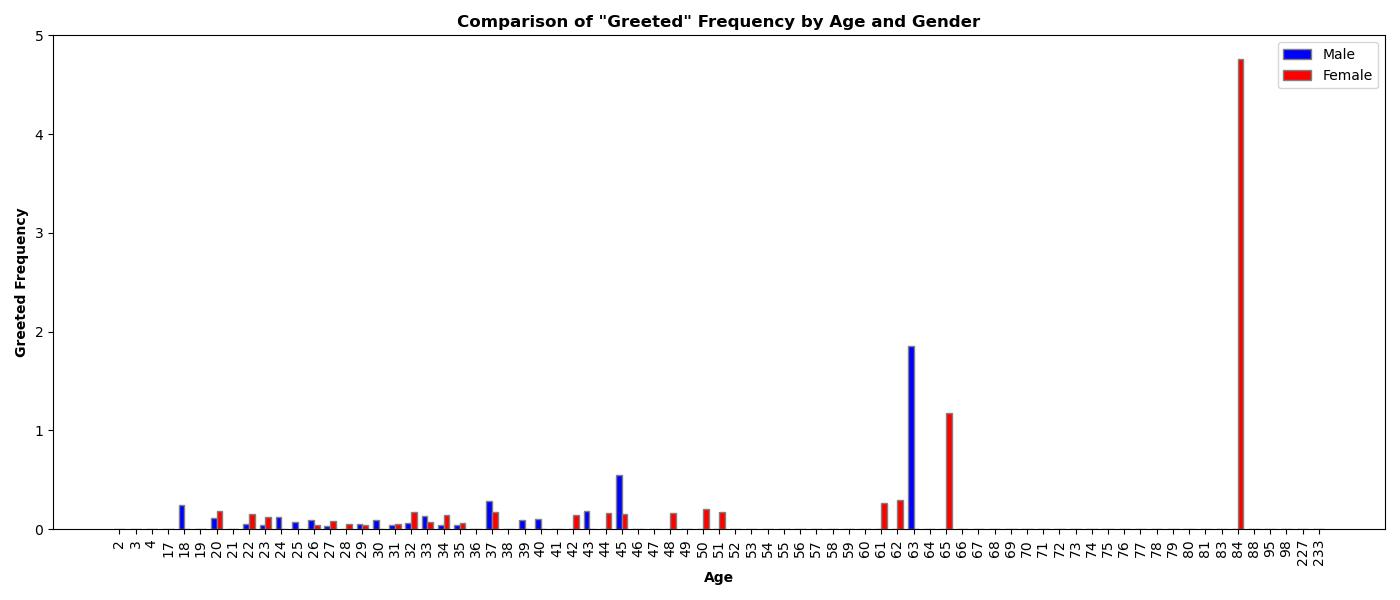 Comparison of "Greeted" Frequency by Age and Gender
5
4
3
2
1
0
Greeted Frequency
Male
Female
2 3 4 17 18 19 20 21 22 23 24 25 26 27 28 29 30 31 32 33 34 35 36 37 38 39 40 41 42 43 44 45 46 47 48 49 50 51 52 53 54 55 56 57 58 59 60 61 62 63 64 65 66 67 68 69 70 71 72 73 74 75 76 77 78 79 80 81 83 84 88 95 98 227 233
Age